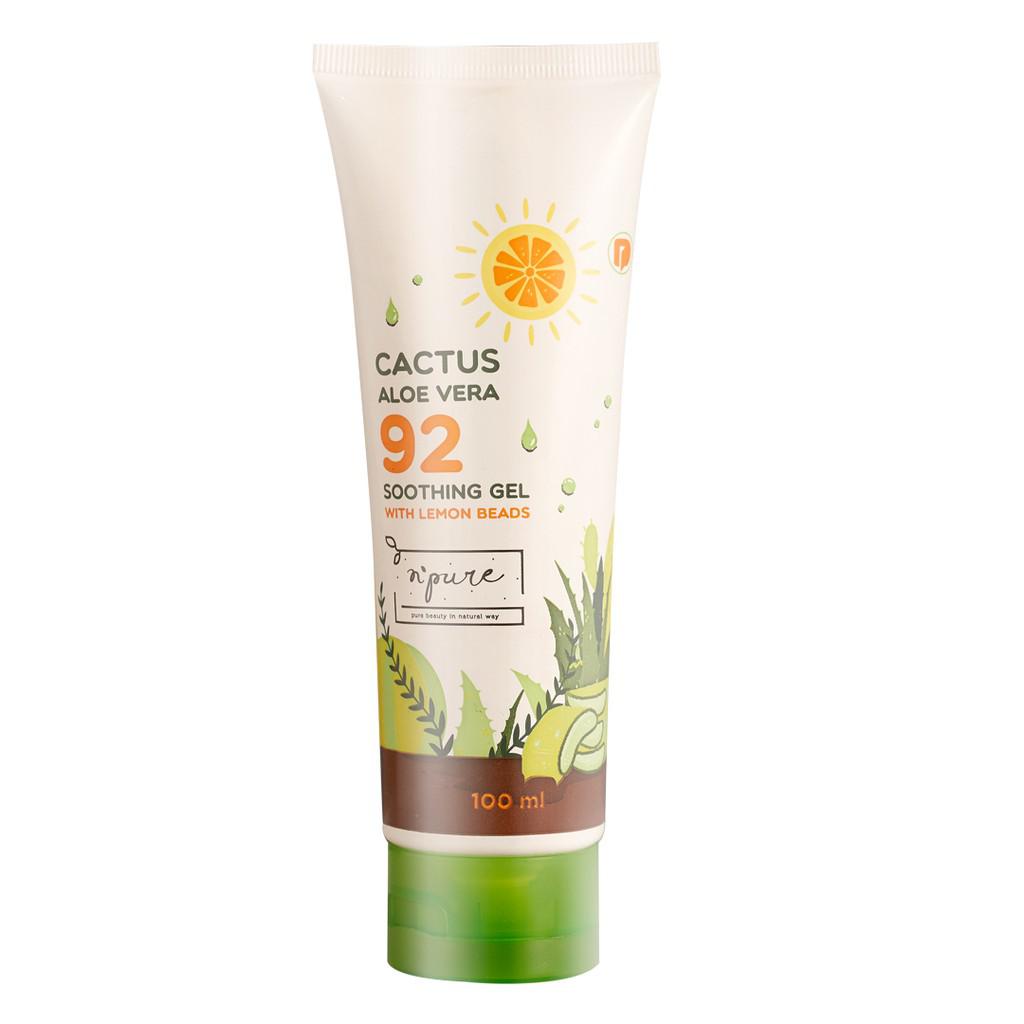 CACTUS
ALOE VERA
92
SOOTHING GEL
WITH LEMON BEADS
n'pure
pure beauty in natural way
100 ml